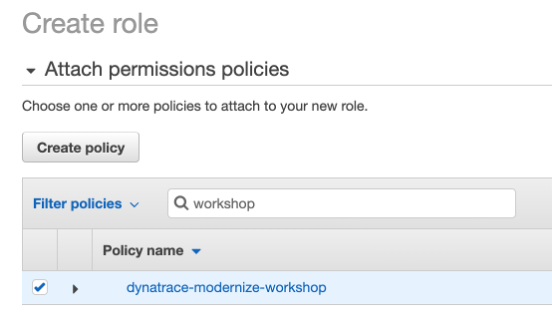 Create role
Attach permissions policies
Choose one or more policies to attach to your new role.
Create policy
Filter policies
workshop
Policy name
dynatrace-modernize-workshop